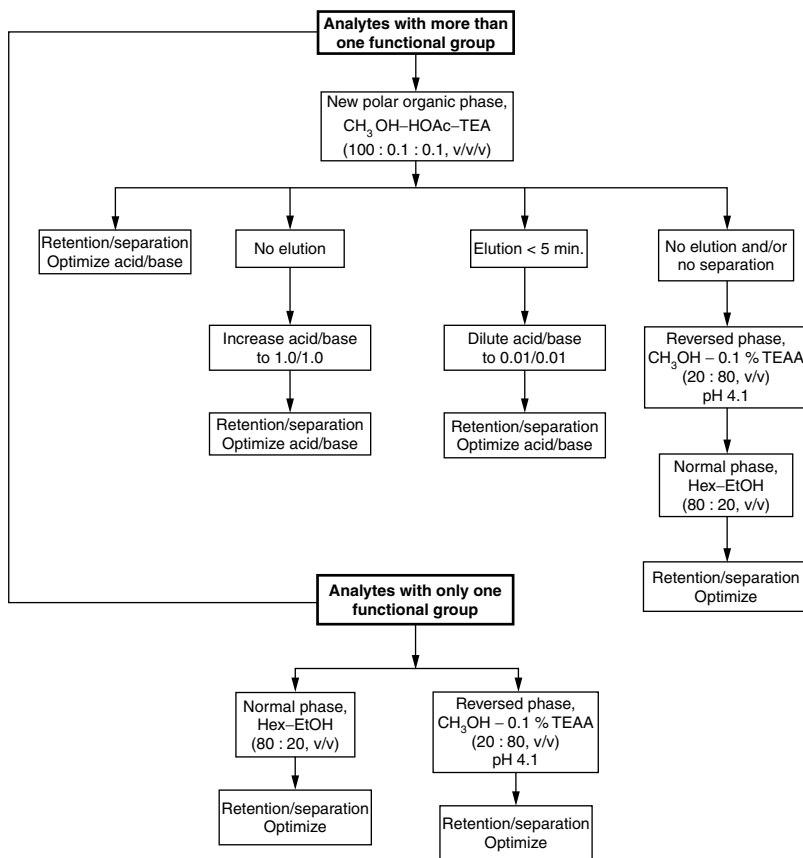 Analytes with more than
one functional group
New polar organic phase,
CH₃OH–HOAc–TEA
(100 : 0.1 : 0.1, v/v/v)
Retention/separation
Optimize acid/base
No elution
Elution < 5 min.
No elution and/or
no separation
Increase acid/base
to 1.0/1.0
Dilute acid/base
to 0.01/0.01
Reversed phase,
CH₃OH – 0.1 % TEAA
(20 : 80, v/v)
pH 4.1
Retention/separation
Optimize acid/base
Retention/separation
Optimize acid/base
Normal phase,
Hex–EtOH
(80 : 20, v/v)
Retention/separation
Optimize
Analytes with only one
functional group
Normal phase,
Hex–EtOH
(80 : 20, v/v)
Reversed phase,
CH₃OH – 0.1 % TEAA
(20 : 80, v/v)
pH 4.1
Retention/separation
Optimize
Retention/separation
Optimize